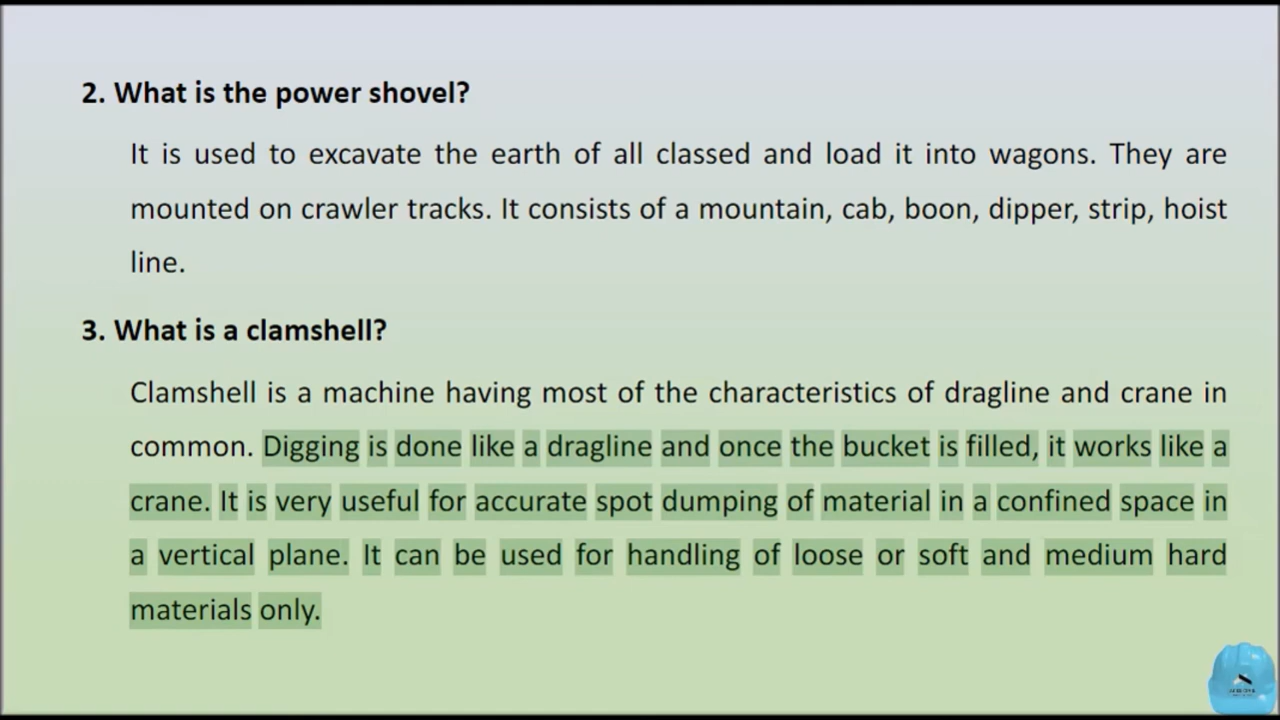 2. What is the power shovel?
It is used to excavate the earth of all classed and load it into wagons. They are
mounted on crawler tracks. It consists of a mountain, cab, boon, dipper, strip, hoist
line.
3. What is a clamshell?
Clamshell is a machine having most of the characteristics of dragline and crane in
common. Digging is done like a dragline and once the bucket is filled, it works like a
crane. It is very useful for accurate spot dumping of material in a confined space in
a vertical plane. It can be used for handling of loose or soft and medium hard
materials only.